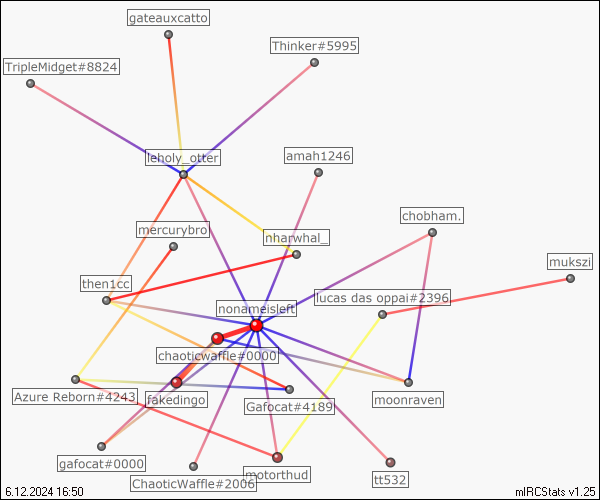 gateauxcatto
Thinker#5995
TripleMidget#8824
leholy_otter
amah1246
chobham.
mercurybro
nharwhal_
mukszi
then1cc
lucas das oppai#2396
nonameisleft
chaoticwaffle#0000
Azure Reborn#4243
fakedingo
Gafocat#4189
moonraven
gafocat#0000
ChaoticWaffle#2006
motorthud
tt532
6.12.2024 16:50
mIRCStats v1.25